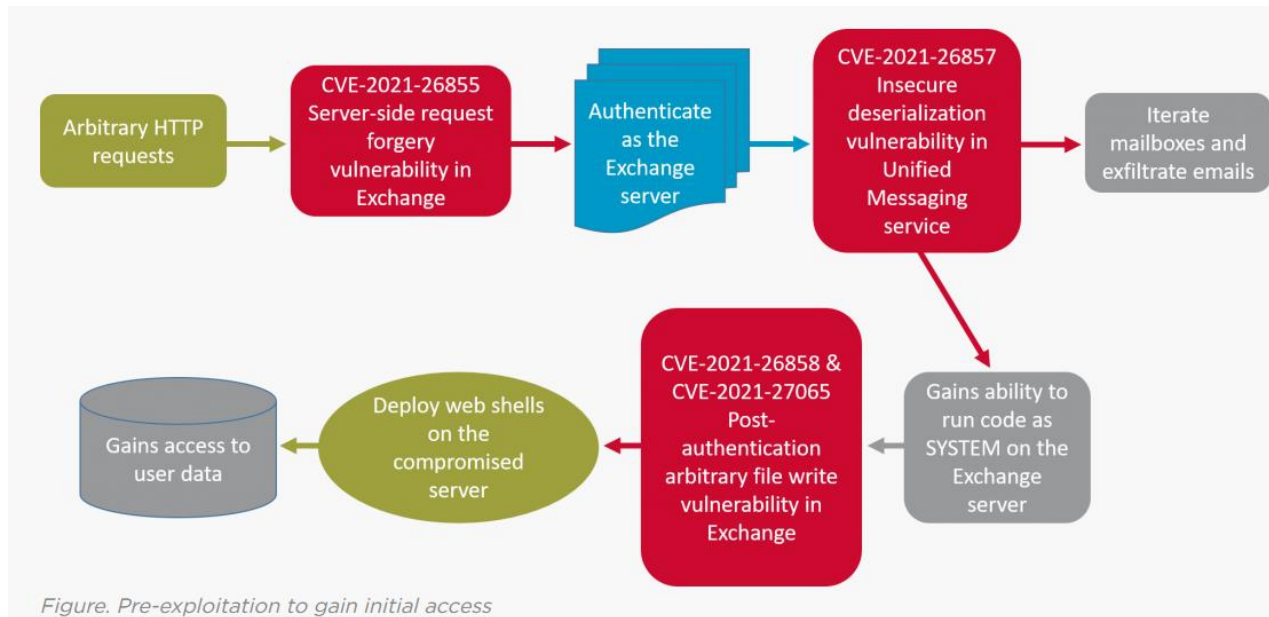 Arbitrary HTTP
requests
CVE-2021-26855
Server-side request
forgery
vulnerability in
Exchange
Authenticate
as the
Exchange
server
CVE-2021-26857
Insecure
deserialization
vulnerability in
Unified
Messaging
service
Iterate
mailboxes and
exfiltrate emails
Gains ability to
run code as
SYSTEM on the
Exchange
server
CVE-2021-26858 &
CVE-2021-27065
Post-
authentication
arbitrary file write
vulnerability in
Exchange
Deploy web shells
on the
compromised
server
Gains access to
user data
Figure. Pre-exploitation to gain initial access